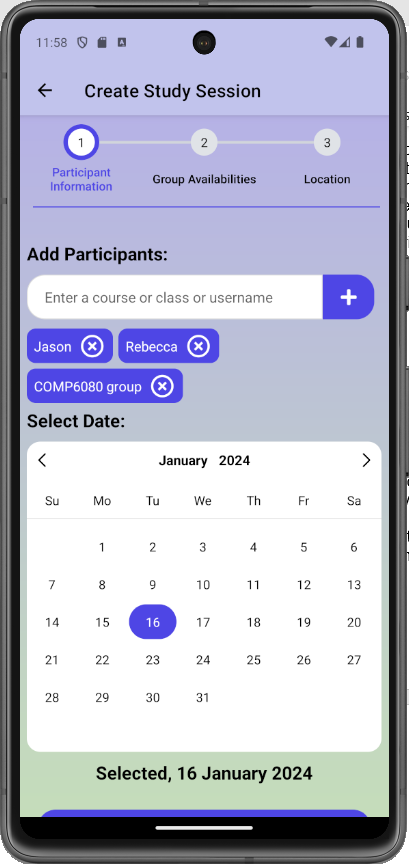 11:58
Create Study Session
1 2 3
Participant Information
Group Availabilities
Location
Add Participants:
Enter a course or class or username
+
Jason
Rebecca
COMP6080 group
Select Date:
January 2024
Su Mo Tu We Th Fr Sa
1 2 3 4 5 6
7 8 9 10 11 12 13
14 15 16 17 18 19 20
21 22 23 24 25 26 27
28 29 30 31
Selected, 16 January 2024